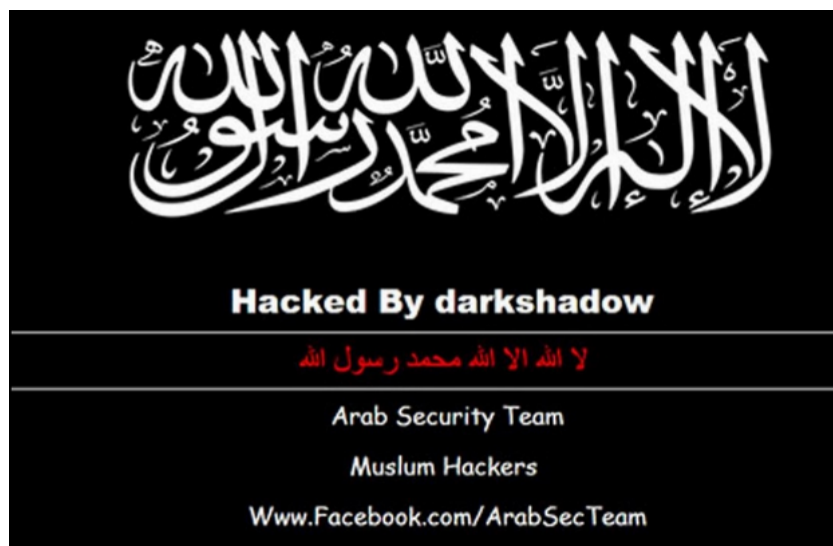 لا إله إلا الله محمد رسول الله
Hacked By darkshadow
لا الله الا الله محمد رسول الله
Arab Security Team
Muslum Hackers
Www.Facebook.com/ArabSecTeam